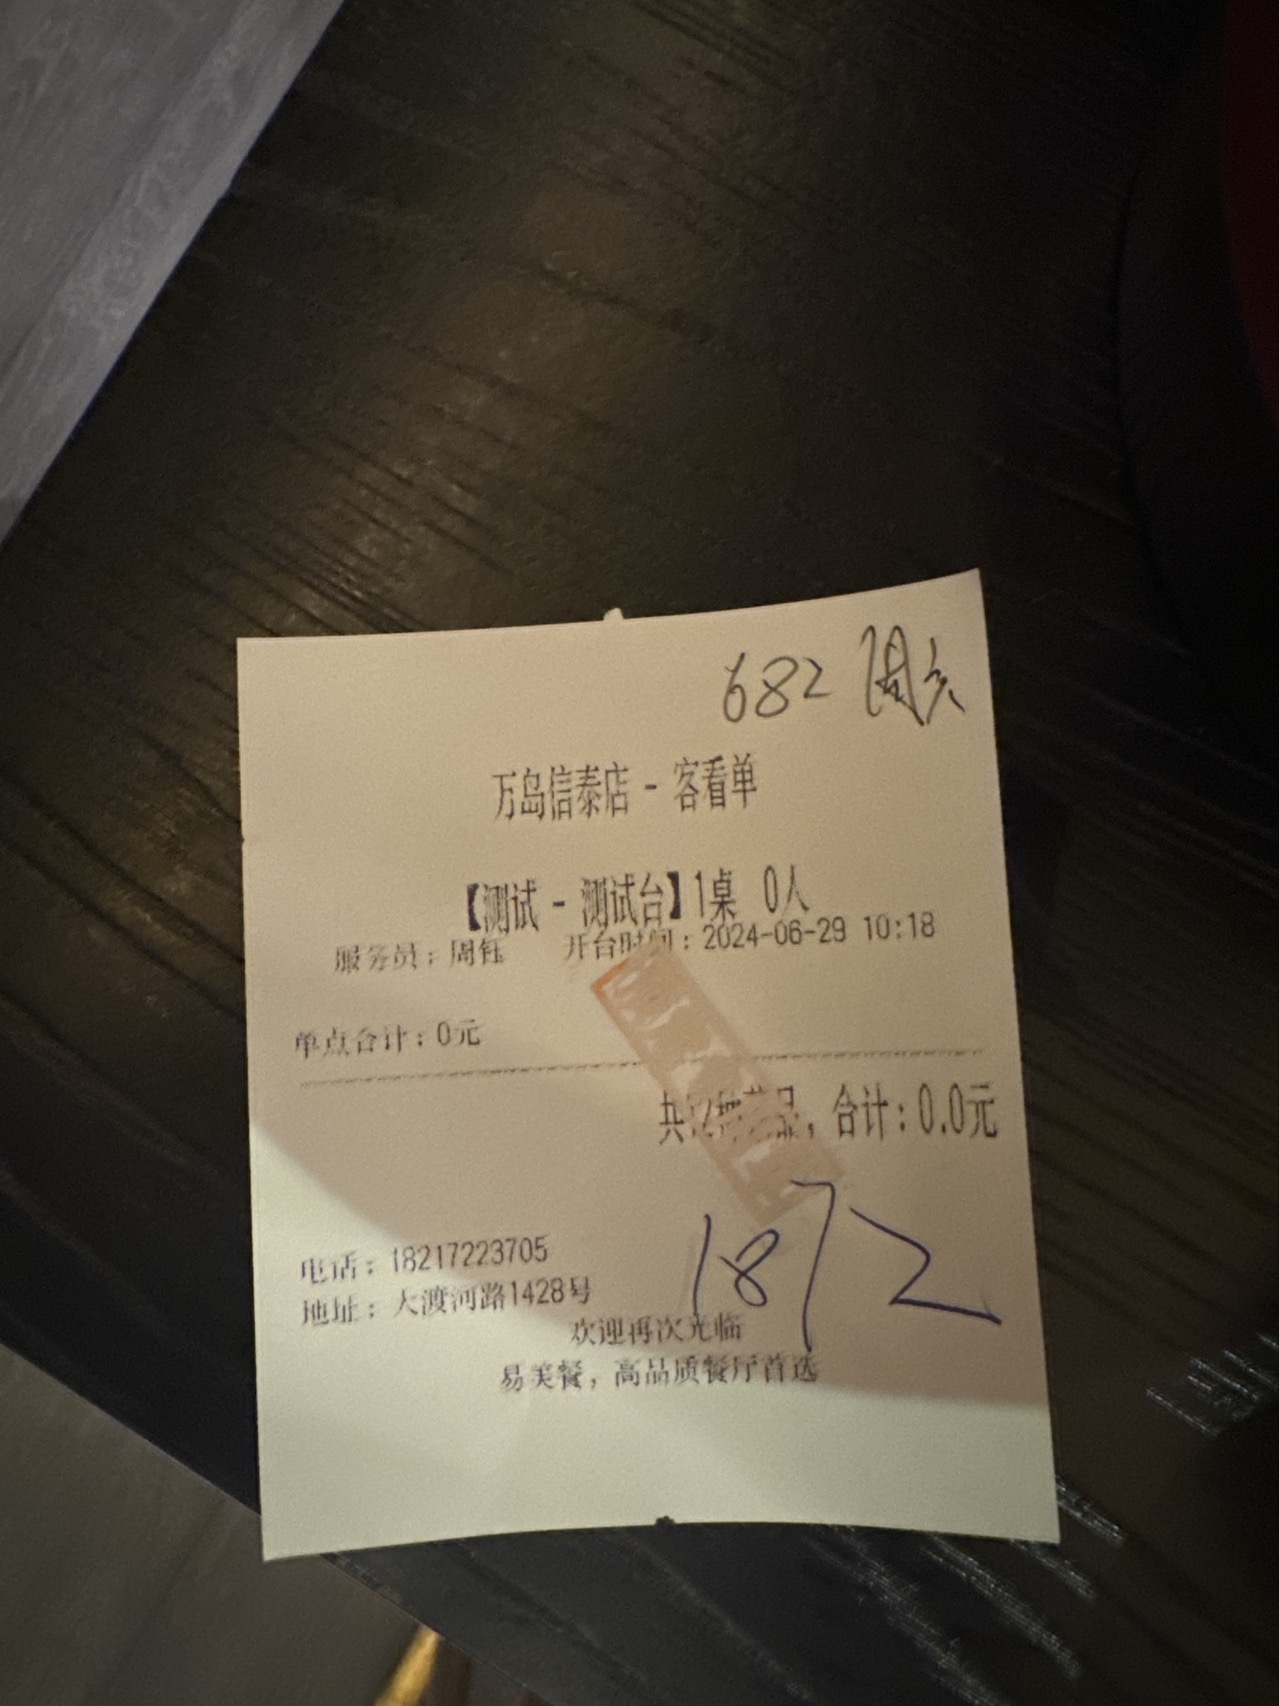 682 周
万岛信泰店 - 客看单
【测试 - 测试台】1桌 0人
服务员：周钰 开台时间：2024-06-29 10:18
单点合计：0元
共 品，合计：0.0元
1872
电话：18217223705
地址：大渡河路1428号
欢迎再次光临
易美餐，高品质餐厅首选